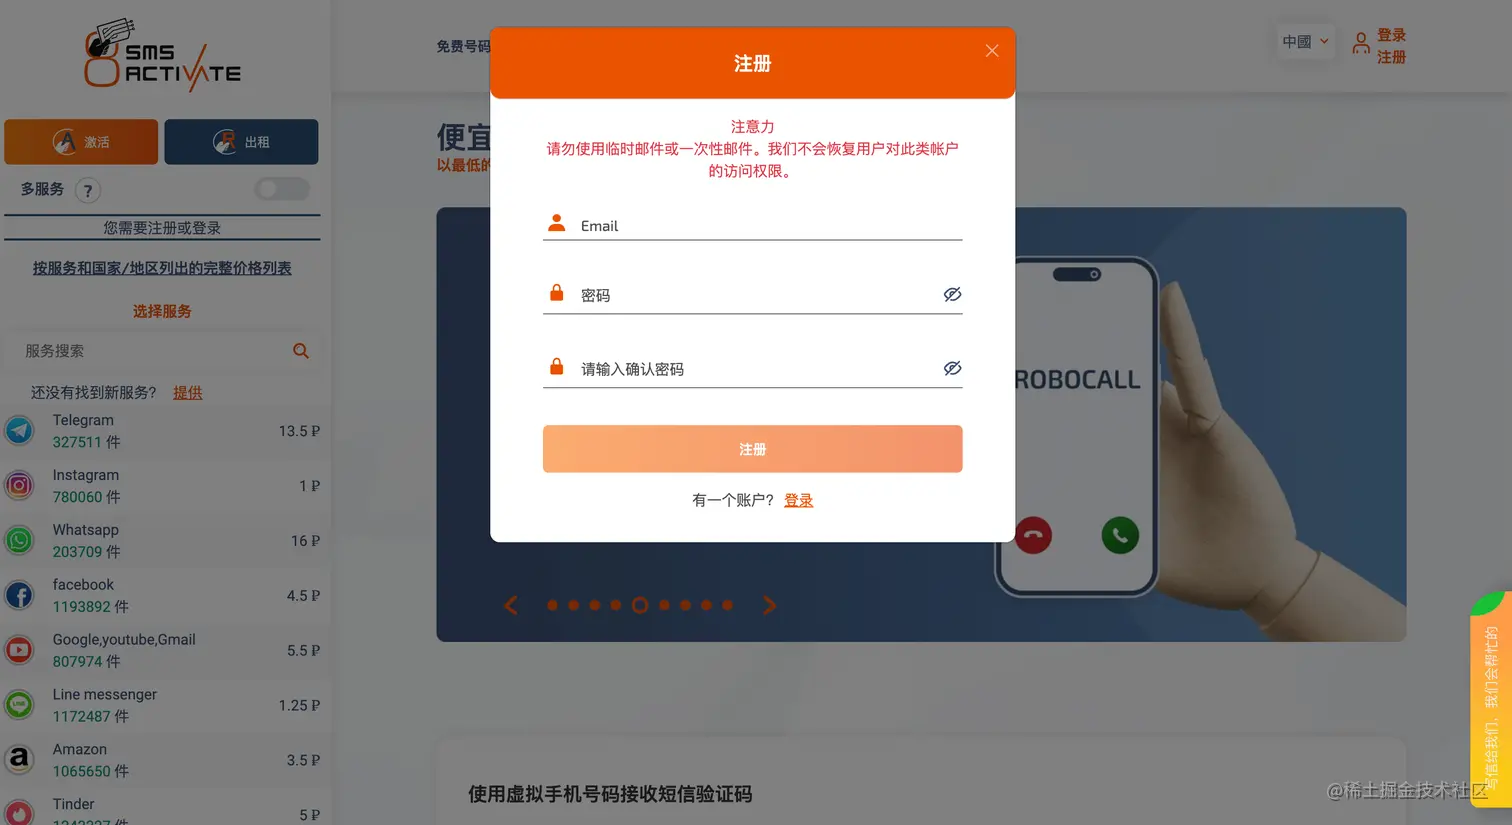 SMS
ACTIVATE
激活
出租
多服务 ?
您需要注册或登录
按服务和国家/地区列出的完整价格列表
选择服务
服务搜索
还没有找到新服务? 提供
Telegram
327511 件
13.5 ₽
Instagram
780060 件
1 ₽
Whatsapp
203709 件
16 ₽
facebook
1193892 件
4.5 ₽
Google,youtube,Gmail
807974 件
5.5 ₽
Line messenger
1172487 件
1.25 ₽
Amazon
1065650 件
3.5 ₽
Tinder
5 ₽
免费号码
中國
登录
注册
便宜
以最低的
注册
注意力
请勿使用临时邮件或一次性邮件。我们不会恢复用户对此类帐户
的访问权限。
Email
密码
请输入确认密码
注册
有一个账户? 登录
ROBOCALL
写信给我们，我们会帮忙的
使用虚拟手机号码接收短信验证码
@稀土掘金技术社区